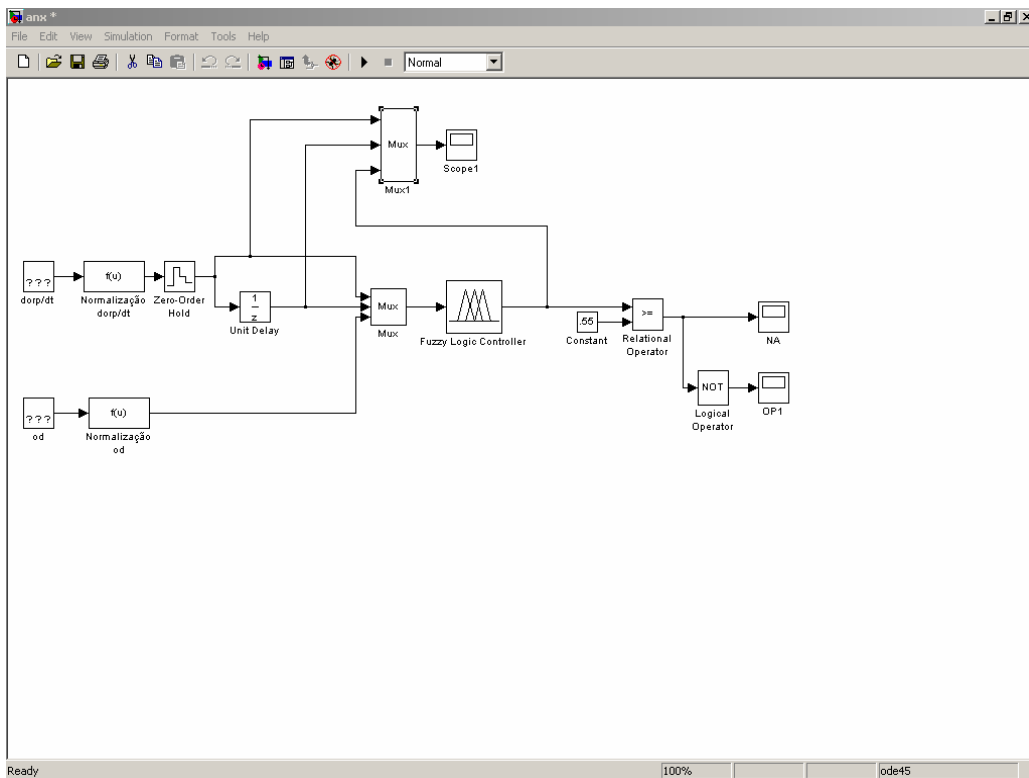 anx *
File Edit View Simulation Format Tools Help
Normal
Mux
Scope1
Mux1
???
f(u)
dorp/dt
Normalização
dorp/dt
Zero-Order
Hold
1
z
Unit Delay
Mux
Mux
Fuzzy Logic Controller
.55
Constant
>=
Relational
Operator
NA
NOT
Logical
Operator
OP1
???
f(u)
od
Normalização
od
Ready 100% ode45